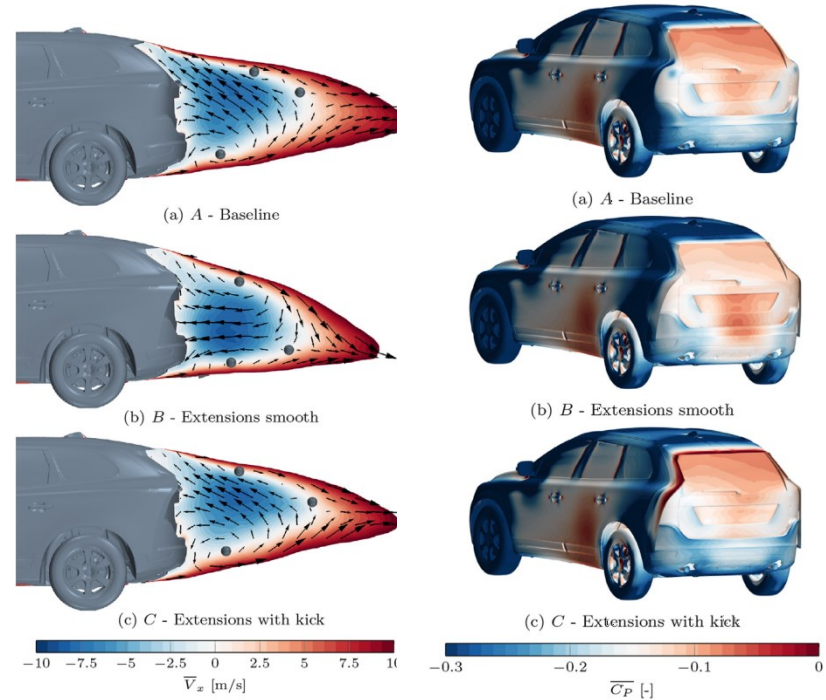 (a) A - Baseline
(b) B - Extensions smooth
(c) C - Extensions with kick
−10 −7.5 −5 −2.5 0 2.5 5 7.5 10
V̅ₓ [m/s]
(a) A - Baseline
(b) B - Extensions smooth
(c) C - Extensions with kick
−0.3 −0.2 −0.1 0
C̅_P̅ [-]